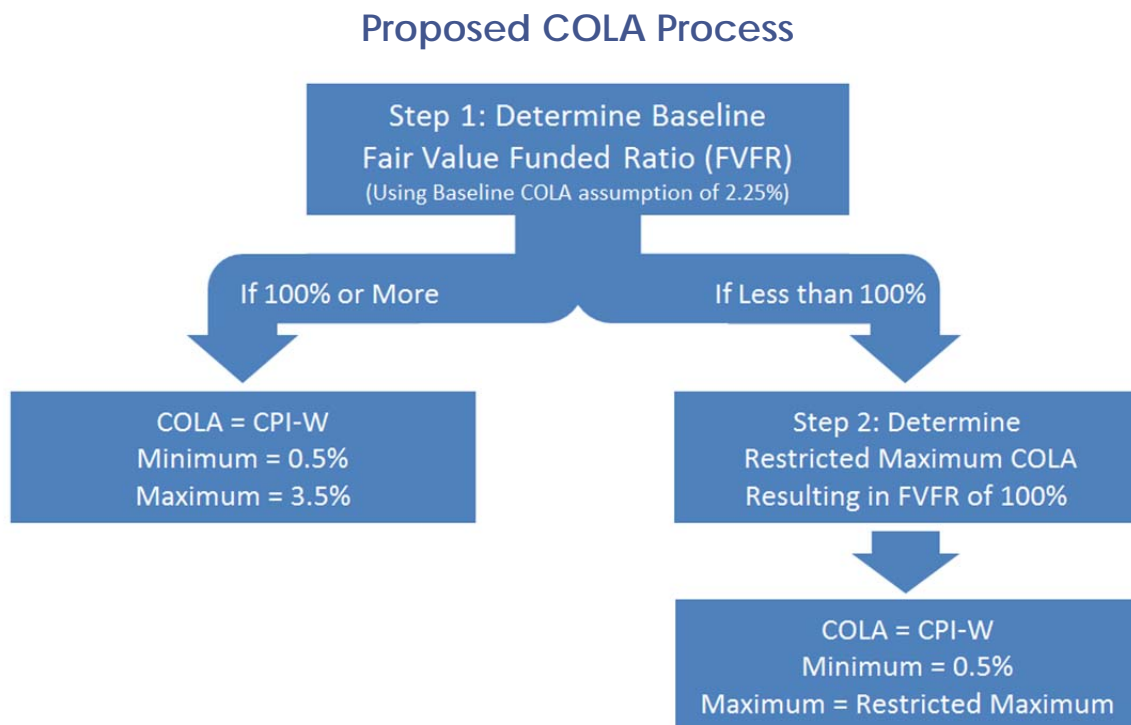 Proposed COLA Process
Step 1: Determine Baseline
Fair Value Funded Ratio (FVFR)
(Using Baseline COLA assumption of 2.25%)
If 100% or More
If Less than 100%
COLA = CPI-W
Minimum = 0.5%
Maximum = 3.5%
Step 2: Determine
Restricted Maximum COLA
Resulting in FVFR of 100%
COLA = CPI-W
Minimum = 0.5%
Maximum = Restricted Maximum